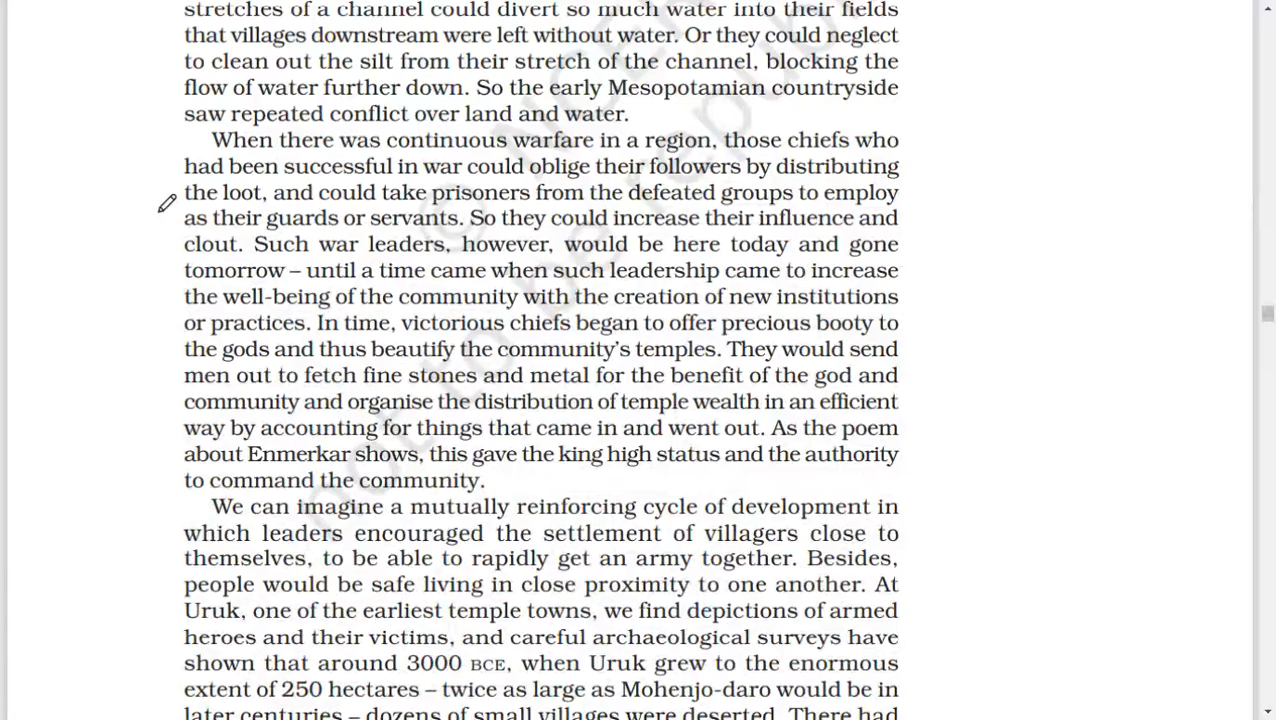 stretches of a channel could divert so much water into their fields
that villages downstream were left without water. Or they could neglect
to clean out the silt from their stretch of the channel, blocking the
flow of water further down. So the early Mesopotamian countryside
saw repeated conflict over land and water.
When there was continuous warfare in a region, those chiefs who
had been successful in war could oblige their followers by distributing
the loot, and could take prisoners from the defeated groups to employ
as their guards or servants. So they could increase their influence and
clout. Such war leaders, however, would be here today and gone
tomorrow – until a time came when such leadership came to increase
the well-being of the community with the creation of new institutions
or practices. In time, victorious chiefs began to offer precious booty to
the gods and thus beautify the community's temples. They would send
men out to fetch fine stones and metal for the benefit of the god and
community and organise the distribution of temple wealth in an efficient
way by accounting for things that came in and went out. As the poem
about Enmerkar shows, this gave the king high status and the authority
to command the community.
We can imagine a mutually reinforcing cycle of development in
which leaders encouraged the settlement of villagers close to
themselves, to be able to rapidly get an army together. Besides,
people would be safe living in close proximity to one another. At
Uruk, one of the earliest temple towns, we find depictions of armed
heroes and their victims, and careful archaeological surveys have
shown that around 3000 BCE, when Uruk grew to the enormous
extent of 250 hectares – twice as large as Mohenjo-daro would be in
later centuries – dozens of small villages were deserted. There had
© NCER
not to be republ